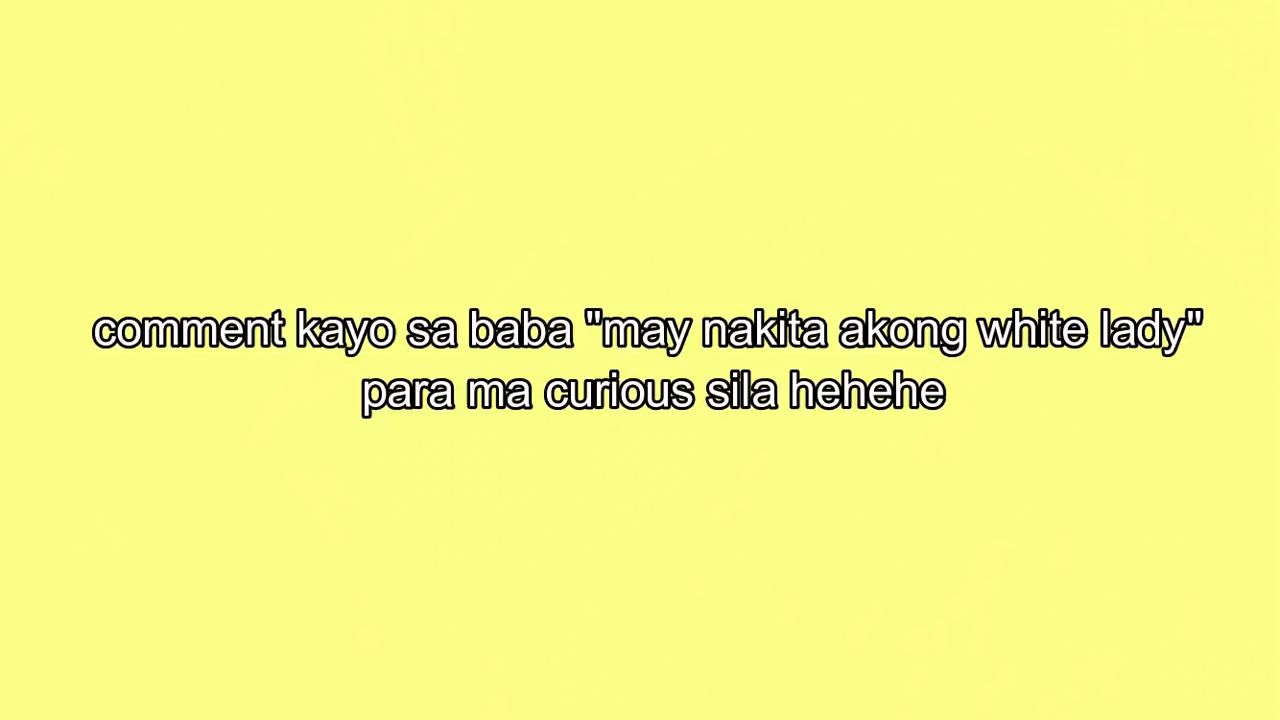 comment kayo sa baba "may nakita akong white lady"
para ma curious sila hehehe